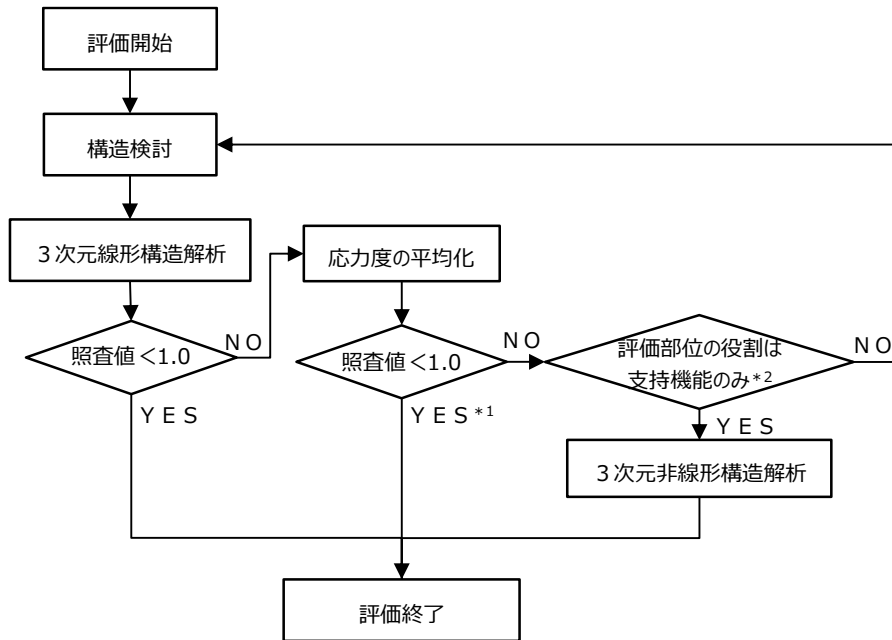 評価開始
構造検討
３次元線形構造解析
応力度の平均化
照査値＜1.0
ＮＯ
照査値＜1.0
ＮＯ
評価部位の役割は
支持機能のみ*2
ＮＯ
ＹＥＳ
ＹＥＳ*1
ＹＥＳ
３次元非線形構造解析
評価終了